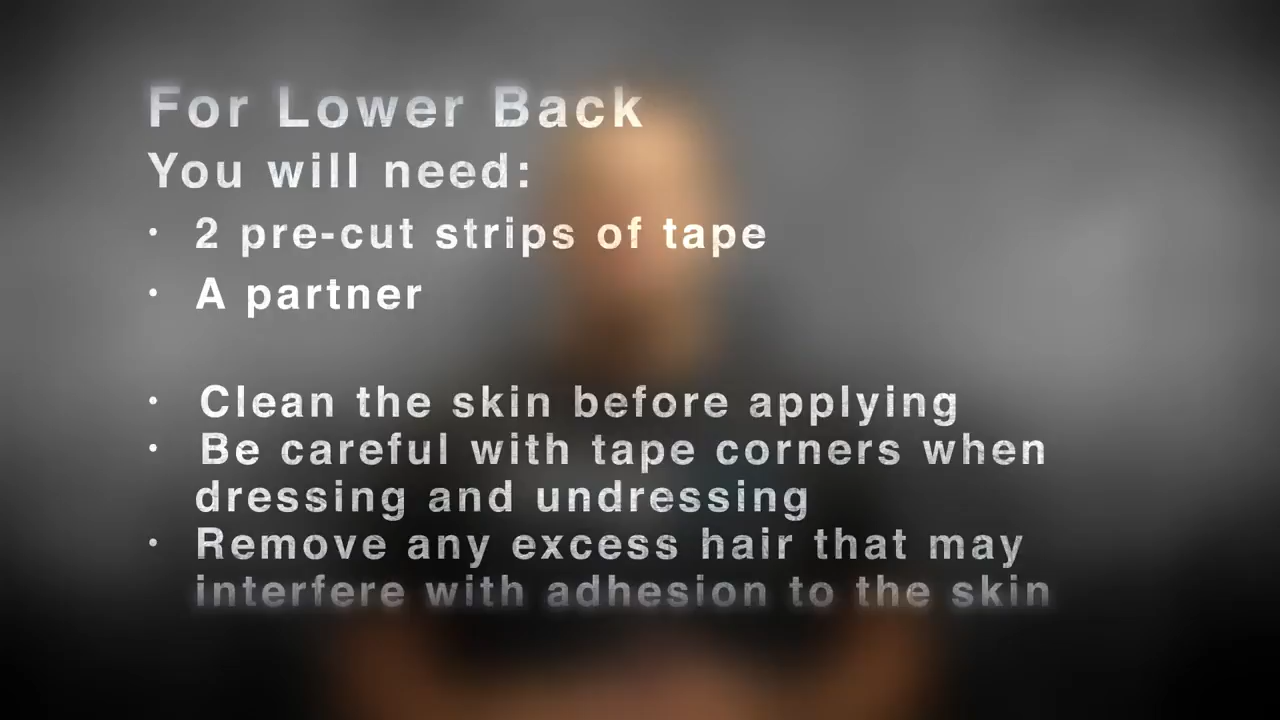 For Lower Back
You will need:
• 2 pre-cut strips of tape
• A partner
• Clean the skin before applying
• Be careful with tape corners when
dressing and undressing
• Remove any excess hair that may
interfere with adhesion to the skin